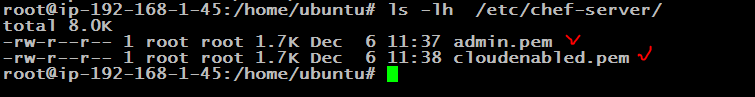 root@ip-192-168-1-45:/home/ubuntu# ls -lh  /etc/chef-server/
total 8.0K
-rw-r--r-- 1 root root 1.7K Dec  6 11:37 admin.pem
-rw-r--r-- 1 root root 1.7K Dec  6 11:38 cloudenabled.pem
root@ip-192-168-1-45:/home/ubuntu#